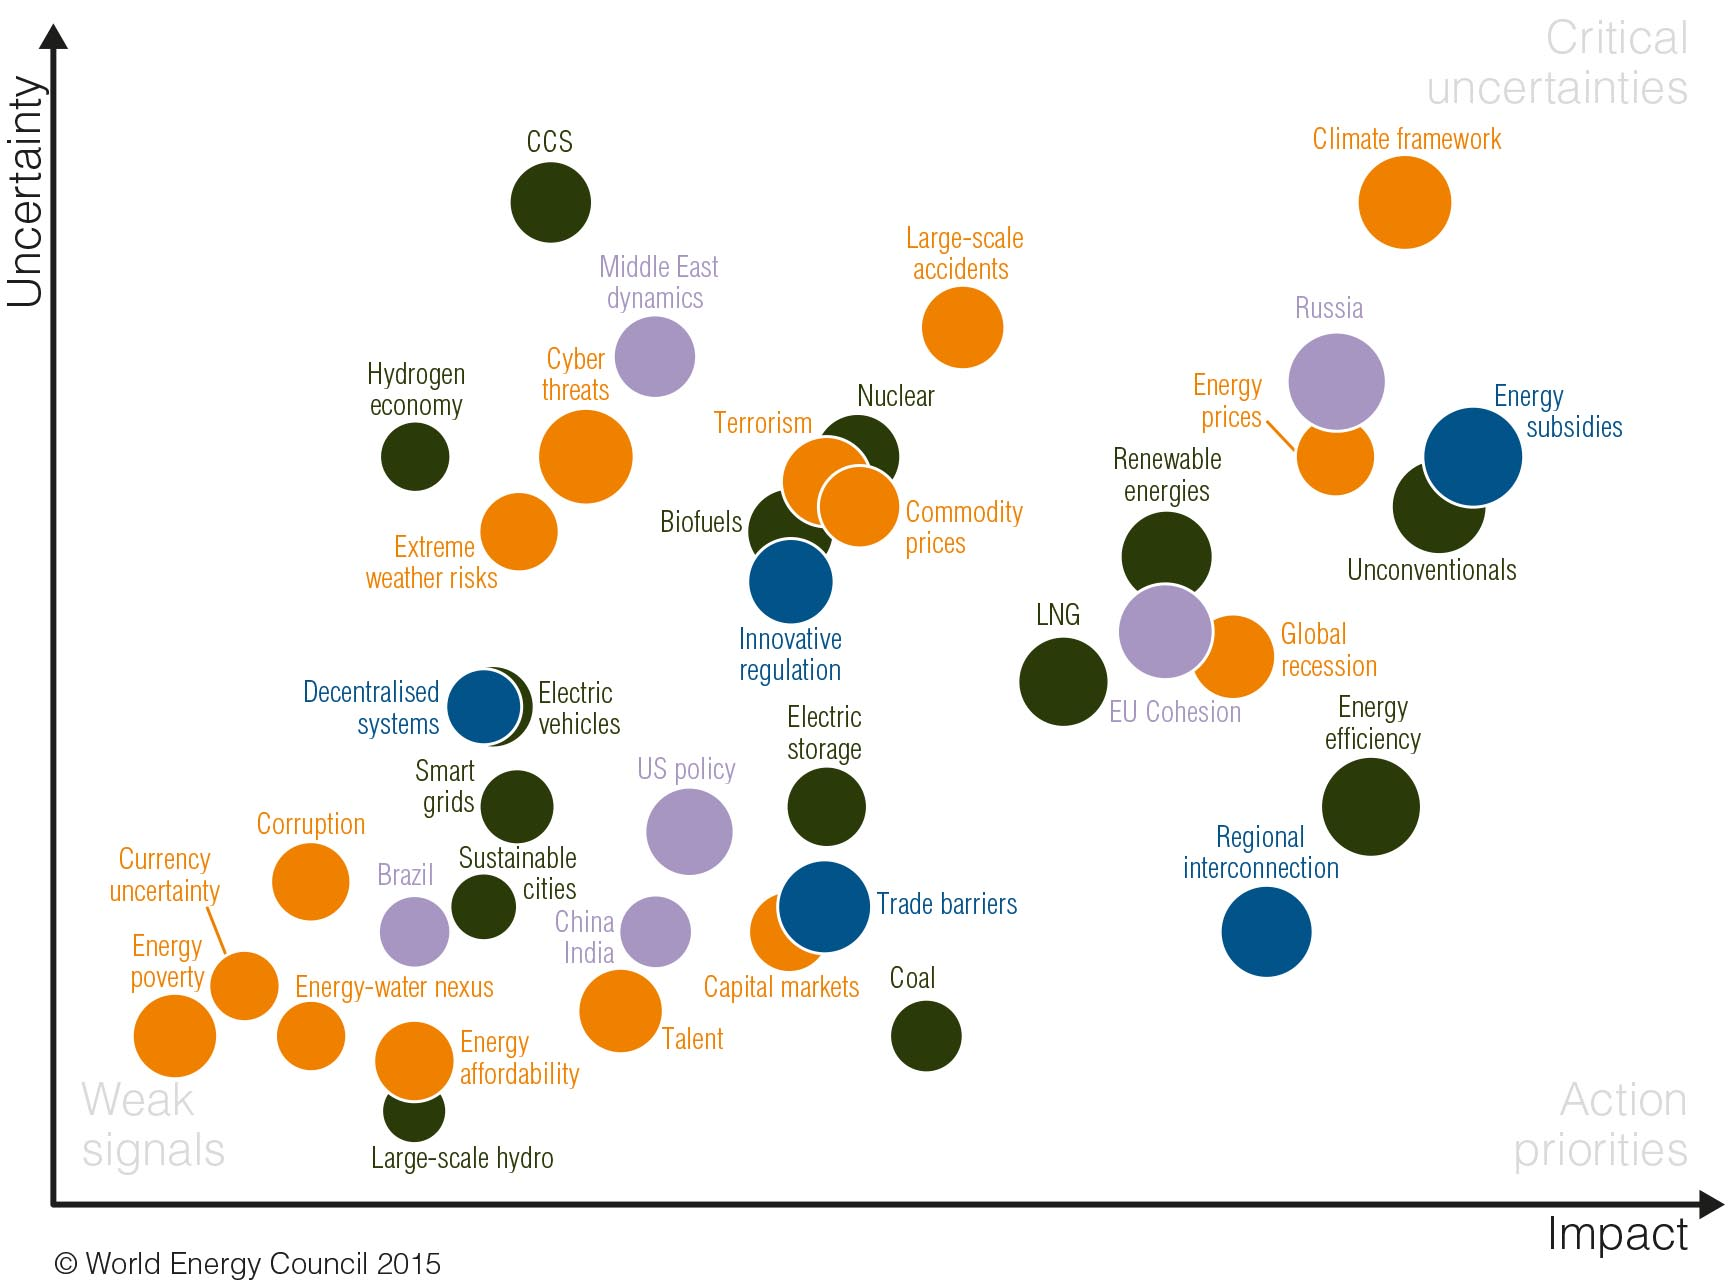 Critical
uncertainties
Uncertainty
CCS
Climate framework
Large-scale
accidents
Middle East
dynamics
Russia
Cyber
threats
Hydrogen
economy
Energy
prices
Energy
subsidies
Nuclear
Terrorism
Renewable
energies
Commodity
prices
Biofuels
Extreme
weather risks
Unconventionals
LNG
Innovative
regulation
Global
recession
Decentralised
systems
Electric
vehicles
EU Cohesion
Energy
efficiency
Electric
storage
Smart
grids
US policy
Corruption
Regional
interconnection
Currency
uncertainty
Brazil
Sustainable
cities
China
India
Trade barriers
Energy
poverty
Energy-water nexus
Capital markets
Coal
Talent
Energy
affordability
Weak
signals
Action
priorities
Large-scale hydro
Impact
© World Energy Council 2015